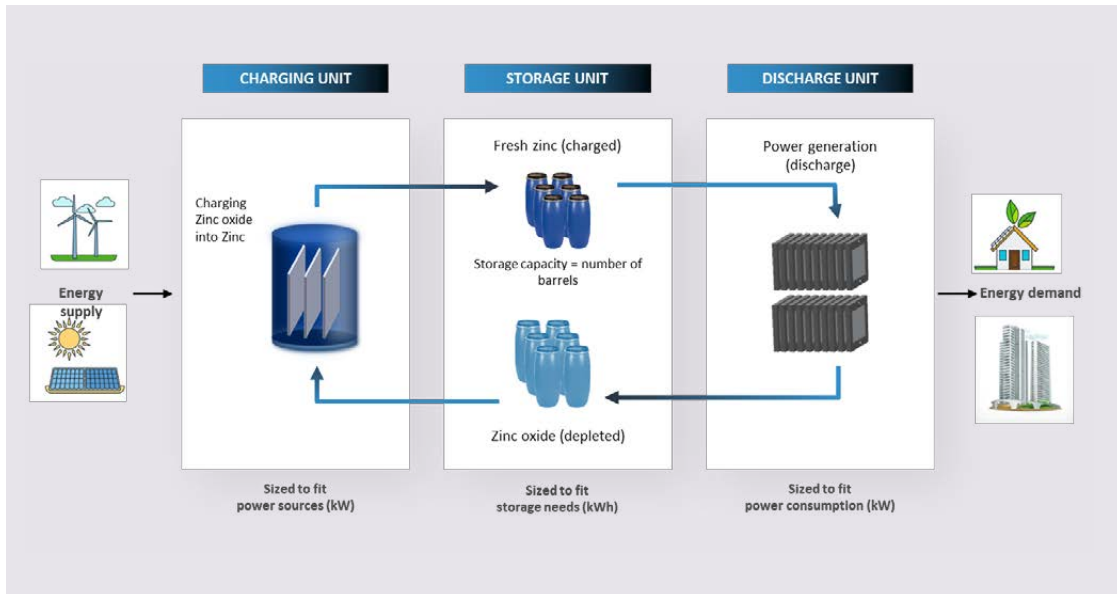 CHARGING UNIT
STORAGE UNIT
DISCHARGE UNIT
Energy
supply
Charging
Zinc oxide
into Zinc
Fresh zinc (charged)
Storage capacity = number of
barrels
Zinc oxide (depleted)
Power generation
(discharge)
Energy demand
Sized to fit
power sources (kW)
Sized to fit
storage needs (kWh)
Sized to fit
power consumption (kW)